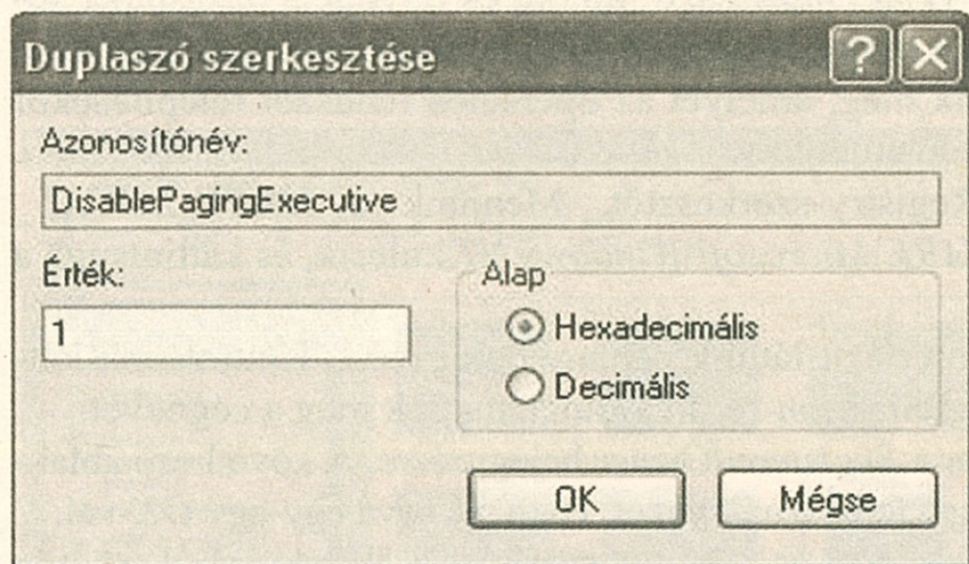 Duplaszó szerkesztése
Azonosítónév:
DisablePagingExecutive
Érték:
1
Alap
Hexadecimális
Decimális
OK
Mégse